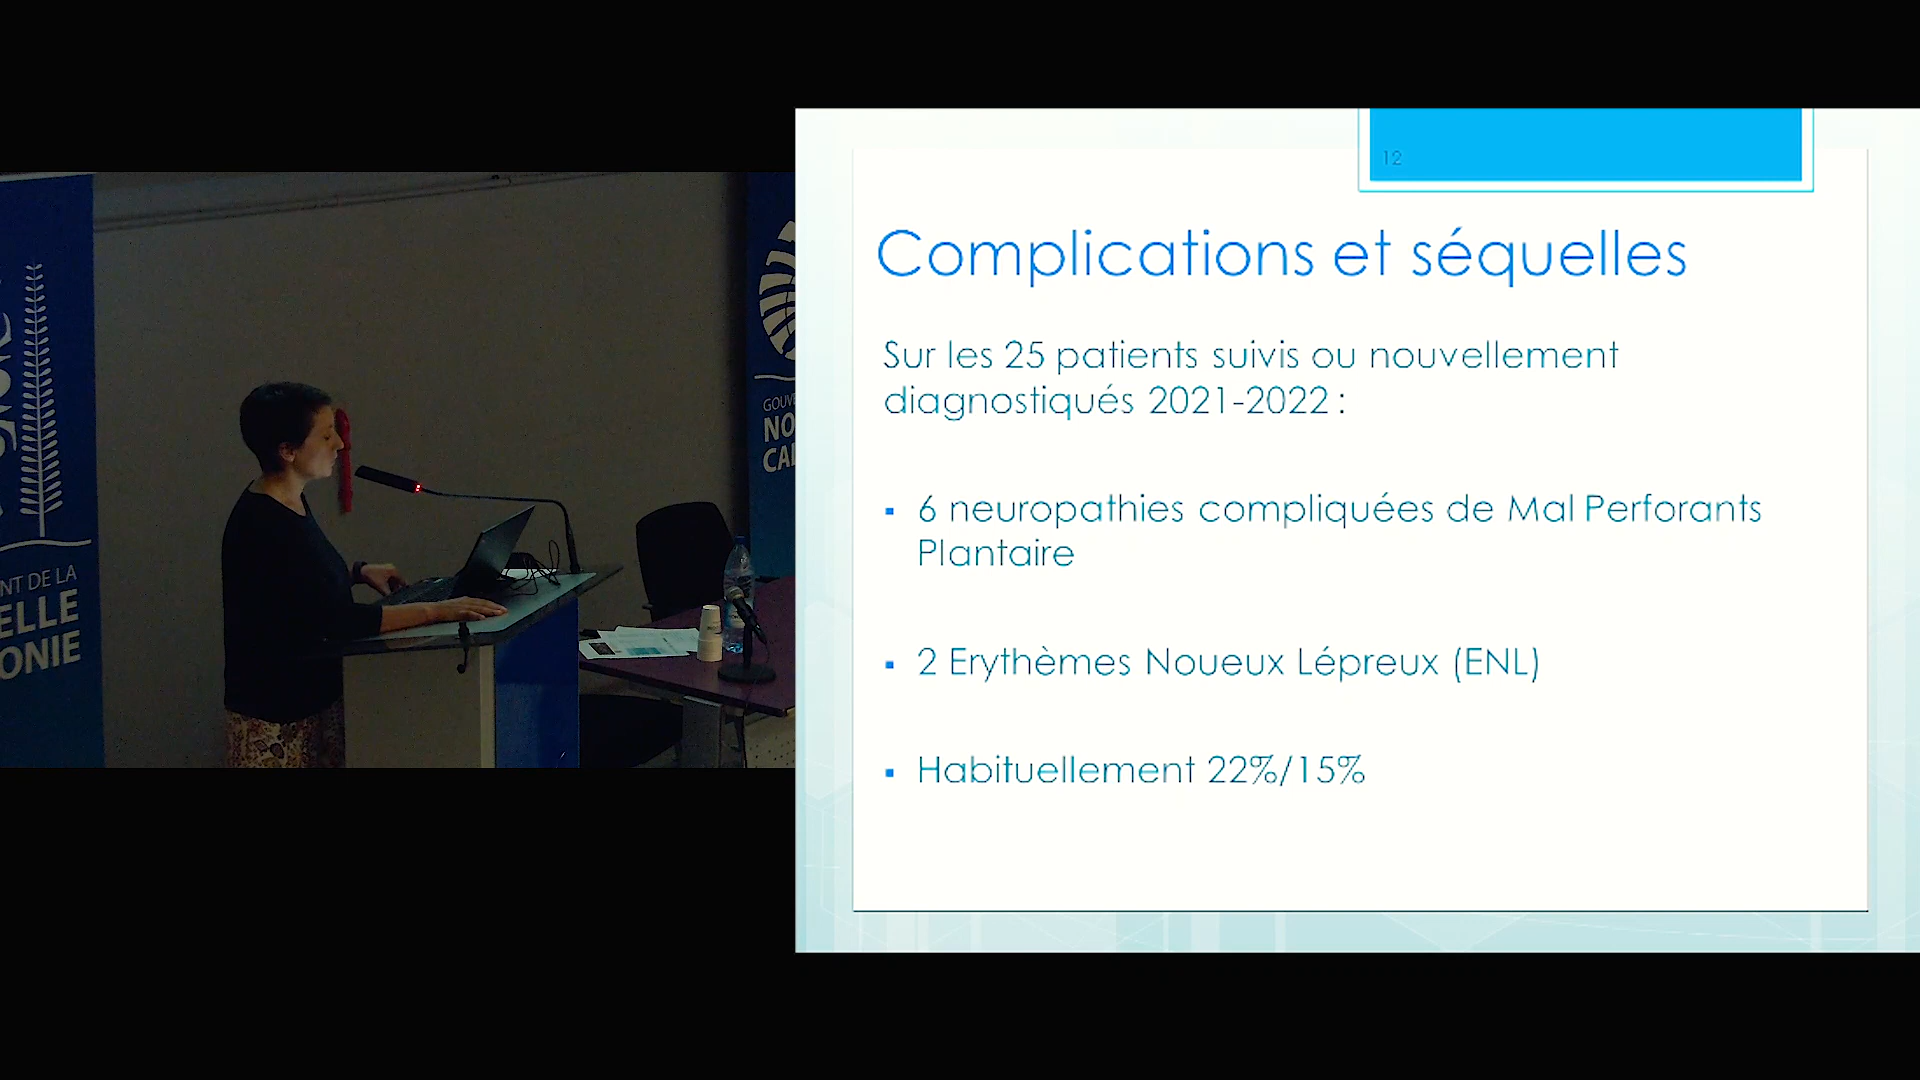 NT DE LA
ELLE
ONIE
GOUV
NO
CAL
12
Complications et séquelles
Sur les 25 patients suivis ou nouvellement
diagnostiqués 2021-2022 :
▪ 6 neuropathies compliquées de Mal Perforants
Plantaire
▪ 2 Erythèmes Noueux Lépreux (ENL)
▪ Habituellement 22%/15%